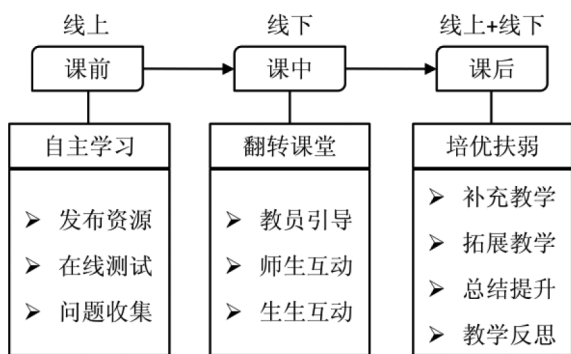 线上 线下 线上+线下
课前 课中 课后
自主学习 翻转课堂 培优扶弱
发布资源
在线测试
问题收集
教员引导
师生互动
生生互动
补充教学
拓展教学
总结提升
教学反思